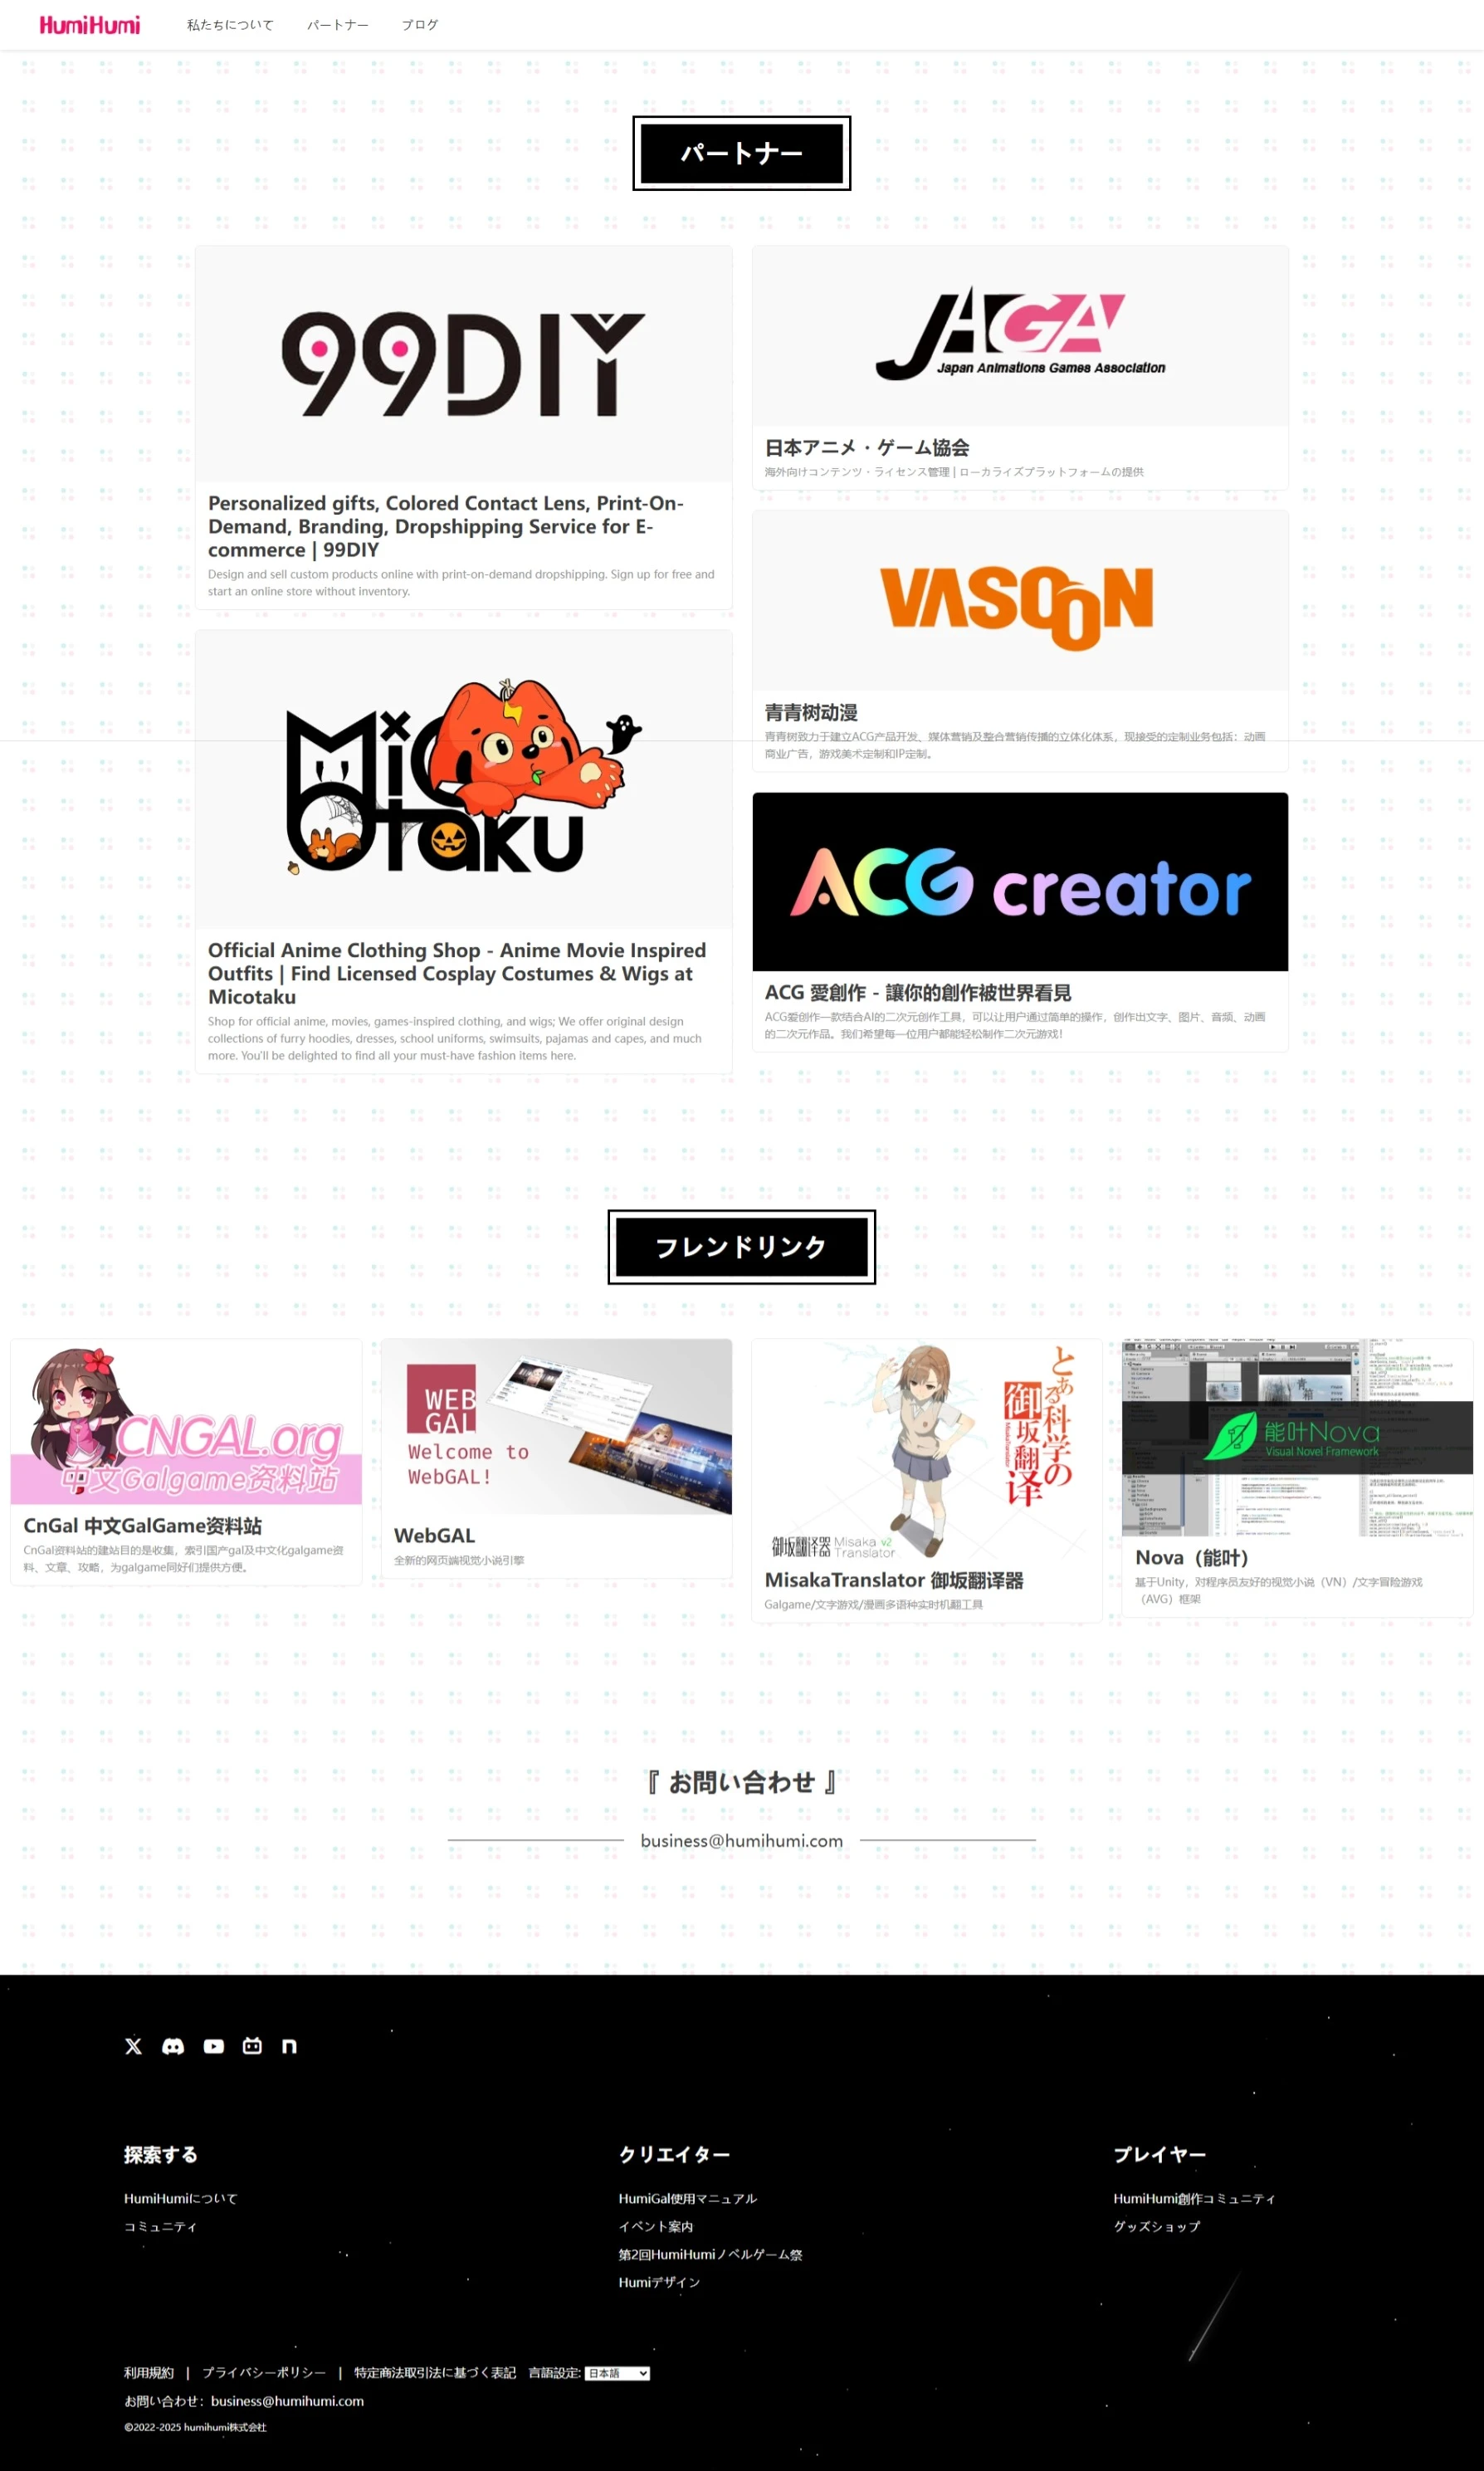 HumiHumi
私たちについて
パートナー
ブログ
パートナー
99DIY
Personalized gifts, Colored Contact Lens, Print-On-
Demand, Branding, Dropshipping Service for E-
commerce | 99DIY
Design and sell custom products online with print-on-demand dropshipping. Sign up for free and
start an online store without inventory.
JAGA
Japan Animations Games Association
日本アニメ・ゲーム協会
海外向けコンテンツ・ライセンス管理 | ローカライズプラットフォームの提供
VASOON
青青树动漫
青青树致力于建立ACG产品开发、媒体营销及整合营销传播的立体化体系，现接受的定制业务包括：动画
商业广告，游戏美术定制和IP定制。
Mic
Otaku
Official Anime Clothing Shop - Anime Movie Inspired
Outfits | Find Licensed Cosplay Costumes & Wigs at
Micotaku
Shop for official anime, movies, games-inspired clothing, and wigs; We offer original design
collections of furry hoodies, dresses, school uniforms, swimsuits, pajamas and capes, and much
more. You'll be delighted to find all your must-have fashion items here.
ACG creator
ACG 愛創作 - 讓你的創作被世界看見
ACG爱创作一款结合AI的二次元创作工具，可以让用户通过简单的操作，创作出文字、图片、音频、动画
的二次元作品。我们希望每一位用户都能轻松制作二次元游戏！
フレンドリンク
CNGAL.org
中文Galgame资料站
CnGal 中文GalGame资料站
CnGal资料站的建站目的是收集，索引国产gal及中文化galgame资
料、文章、攻略，为galgame同好们提供方便。
WEB
GAL
Welcome to
WebGAL!
WebGAL
全新的网页端视觉小说引擎
とある科学の
御坂翻译
御坂翻譯器 Misaka v2
Translator
MisakaTranslator 御坂翻译器
Galgame/文字游戏/漫画多语种实时机翻工具
能叶Nova
Visual Novel Framework
Nova（能叶）
基于Unity，对程序员友好的视觉小说（VN）/文字冒险游戏
（AVG）框架
『 お問い合わせ 』
business@humihumi.com
探索する
HumiHumiについて
コミュニティ
クリエイター
HumiGal使用マニュアル
イベント案内
第2回HumiHumiノベルゲーム祭
Humiデザイン
プレイヤー
HumiHumi創作コミュニティ
グッズショップ
利用規約 | プライバシーポリシー | 特定商法取引法に基づく表記 言語設定: 日本語
お問い合わせ：business@humihumi.com
©2022-2025 humihumi株式会社